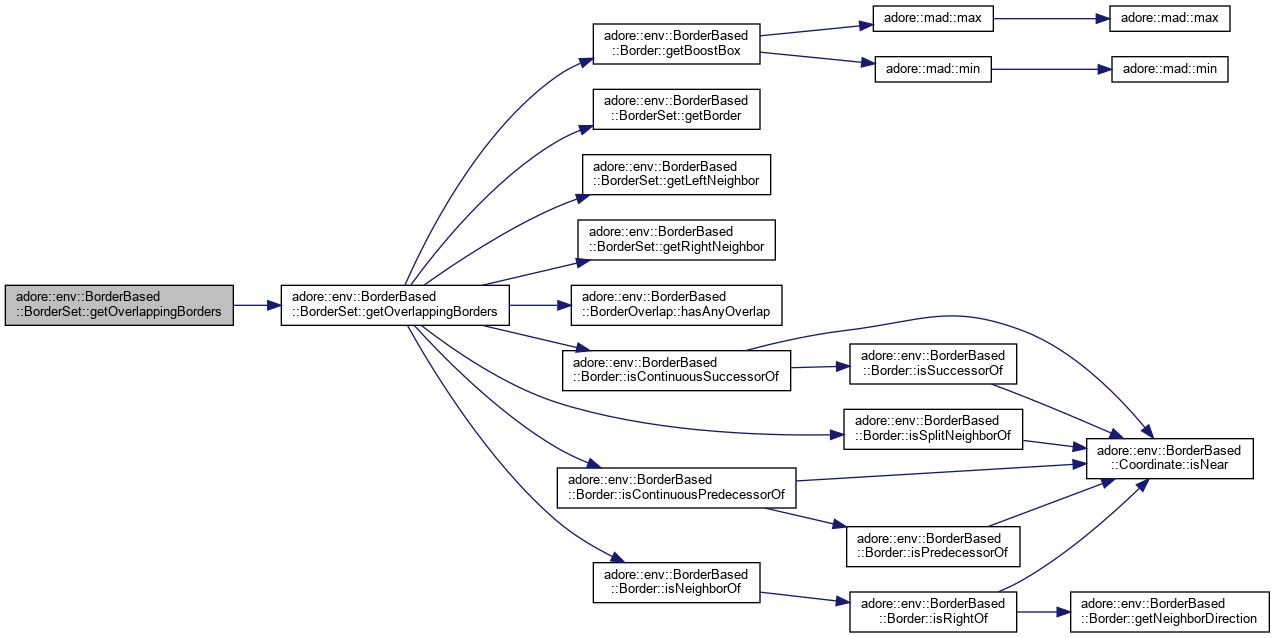 adore::env::BorderBased
::BorderSet::getOverlappingBorders
adore::env::BorderBased
::BorderSet::getOverlappingBorders
adore::env::BorderBased
::Border::getBoostBox
adore::mad::max
adore::mad::max
adore::mad::min
adore::mad::min
adore::env::BorderBased
::BorderSet::getBorder
adore::env::BorderBased
::BorderSet::getLeftNeighbor
adore::env::BorderBased
::BorderSet::getRightNeighbor
adore::env::BorderBased
::BorderOverlap::hasAnyOverlap
adore::env::BorderBased
::Border::isContinuousSuccessorOf
adore::env::BorderBased
::Border::isSuccessorOf
adore::env::BorderBased
::Border::isSplitNeighborOf
adore::env::BorderBased
::Coordinate::isNear
adore::env::BorderBased
::Border::isContinuousPredecessorOf
adore::env::BorderBased
::Border::isPredecessorOf
adore::env::BorderBased
::Border::isNeighborOf
adore::env::BorderBased
::Border::isRightOf
adore::env::BorderBased
::Border::getNeighborDirection